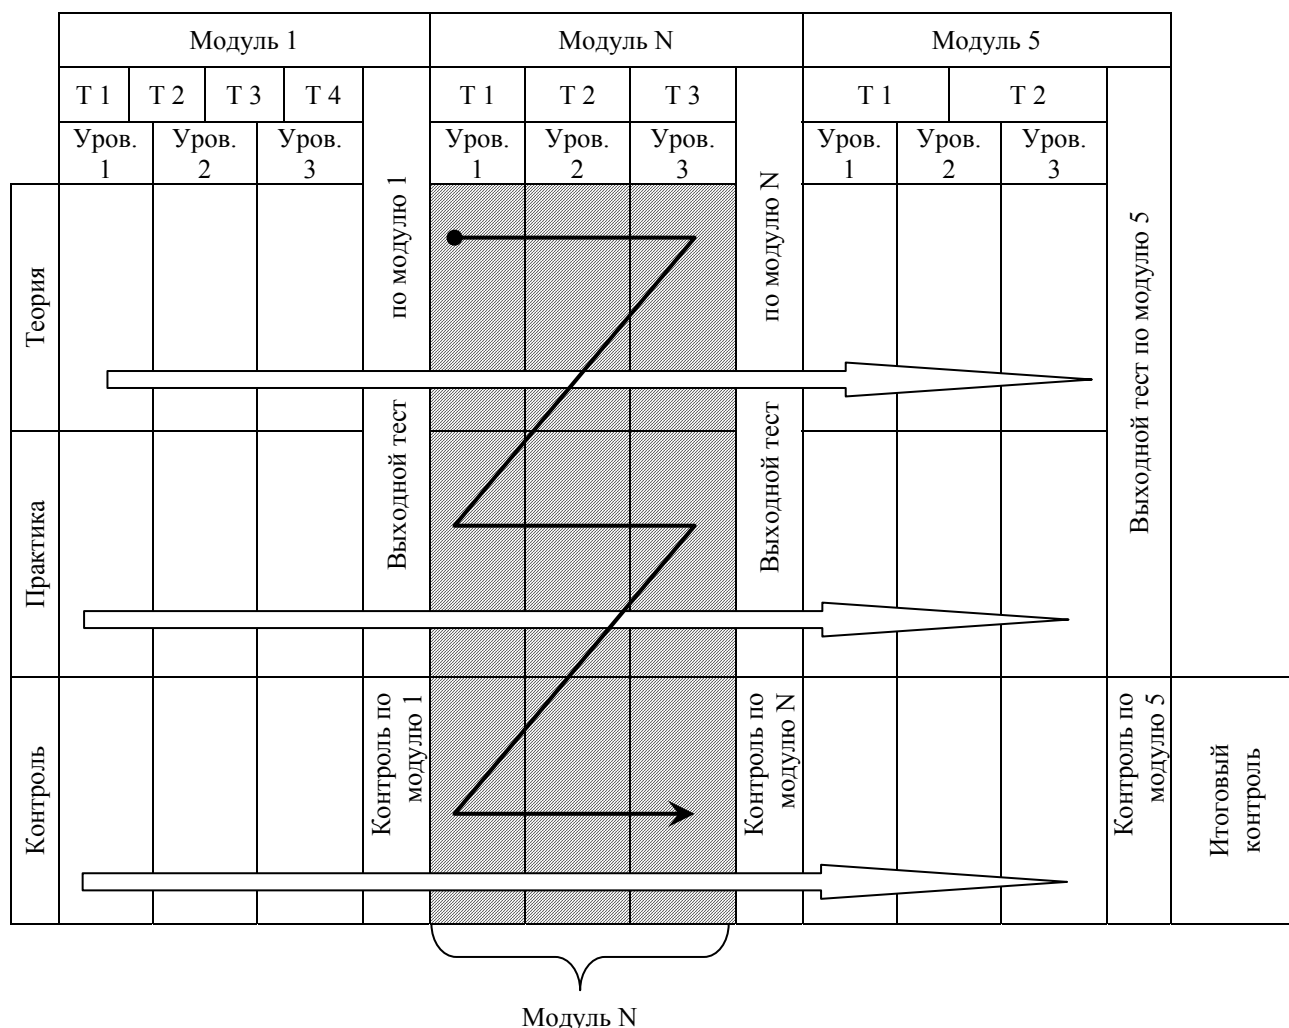 Модуль 1
Модуль N
Модуль 5
Т 1
Т 2
Т 3
Т 4
Т 1
Т 2
Т 3
Т 1
Т 2
Уров.
1
Уров.
2
Уров.
3
Уров.
1
Уров.
2
Уров.
3
Уров.
1
Уров.
2
Уров.
3
Теория
Практика
Контроль
Выходной тест по модулю 1
Контроль по
модулю 1
Выходной тест по модулю N
Контроль по
модулю N
Выходной тест по модулю 5
Контроль по
модулю 5
Итоговый
контроль
Модуль N